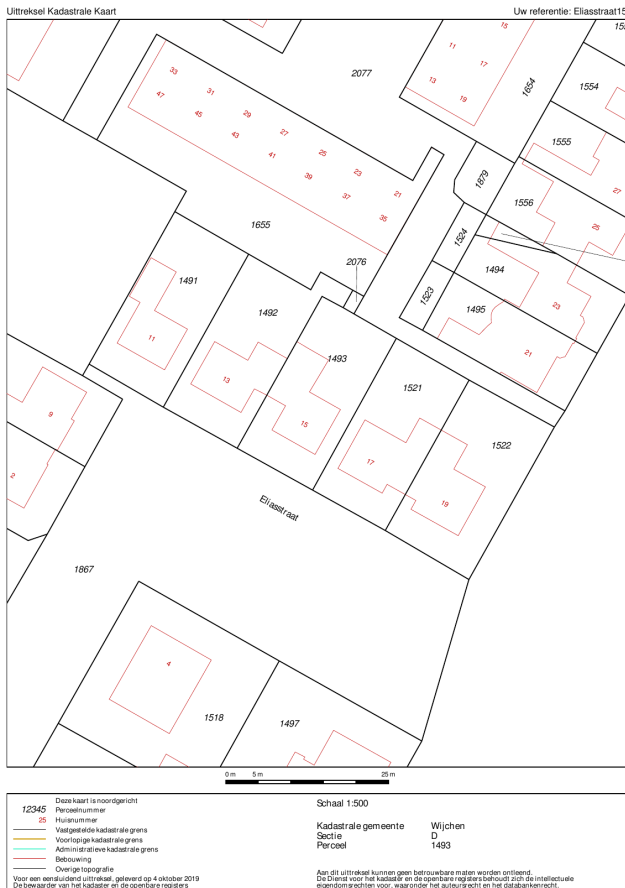 Uittreksel Kadastrale Kaart
Uw referentie: Eliasstraat15
15
11
17
13
19
2077
1654
1554
1555
27
33
31
29
27
25
23
21
47
45
43
41
39
37
35
1879
1556
25
1655
1524
2076
1494
23
1523
1495
21
1491
1492
1493
11
13
15
1521
1522
17
19
9
2
Eliasstraat
1867
4
1518
1497
0 m 5 m 25 m
Deze kaart is noordgericht
12345 Perceelnummer
25 Huisnummer
Vastgestelde kadastrale grens
Voorlopige kadastrale grens
Administratieve kadastrale grens
Bebouwing
Overige topografie
Voor een eensluidend uittreksel, geleverd op 4 oktober 2019
De bewaarder van het kadaster en de openbare registers
Schaal 1:500
Kadastrale gemeente Wijchen
Sectie D
Perceel 1493
Aan dit uittreksel kunnen geen betrouwbare maten worden ontleend.
De Dienst voor het kadaster en de openbare registers behoudt zich de intellectuele
eigendomsrechten voor, waaronder het auteursrecht en het databankenrecht.